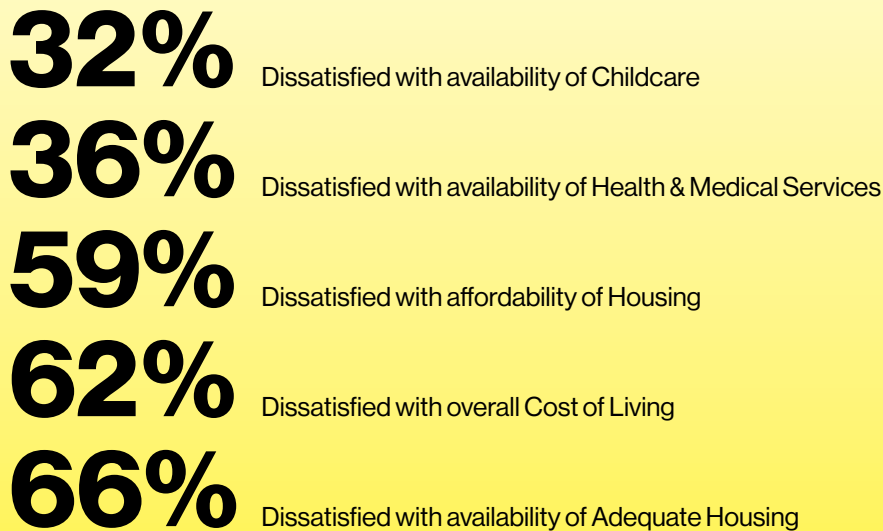 32% Dissatisfied with availability of Childcare
36% Dissatisfied with availability of Health & Medical Services
59% Dissatisfied with affordability of Housing
62% Dissatisfied with overall Cost of Living
66% Dissatisfied with availability of Adequate Housing